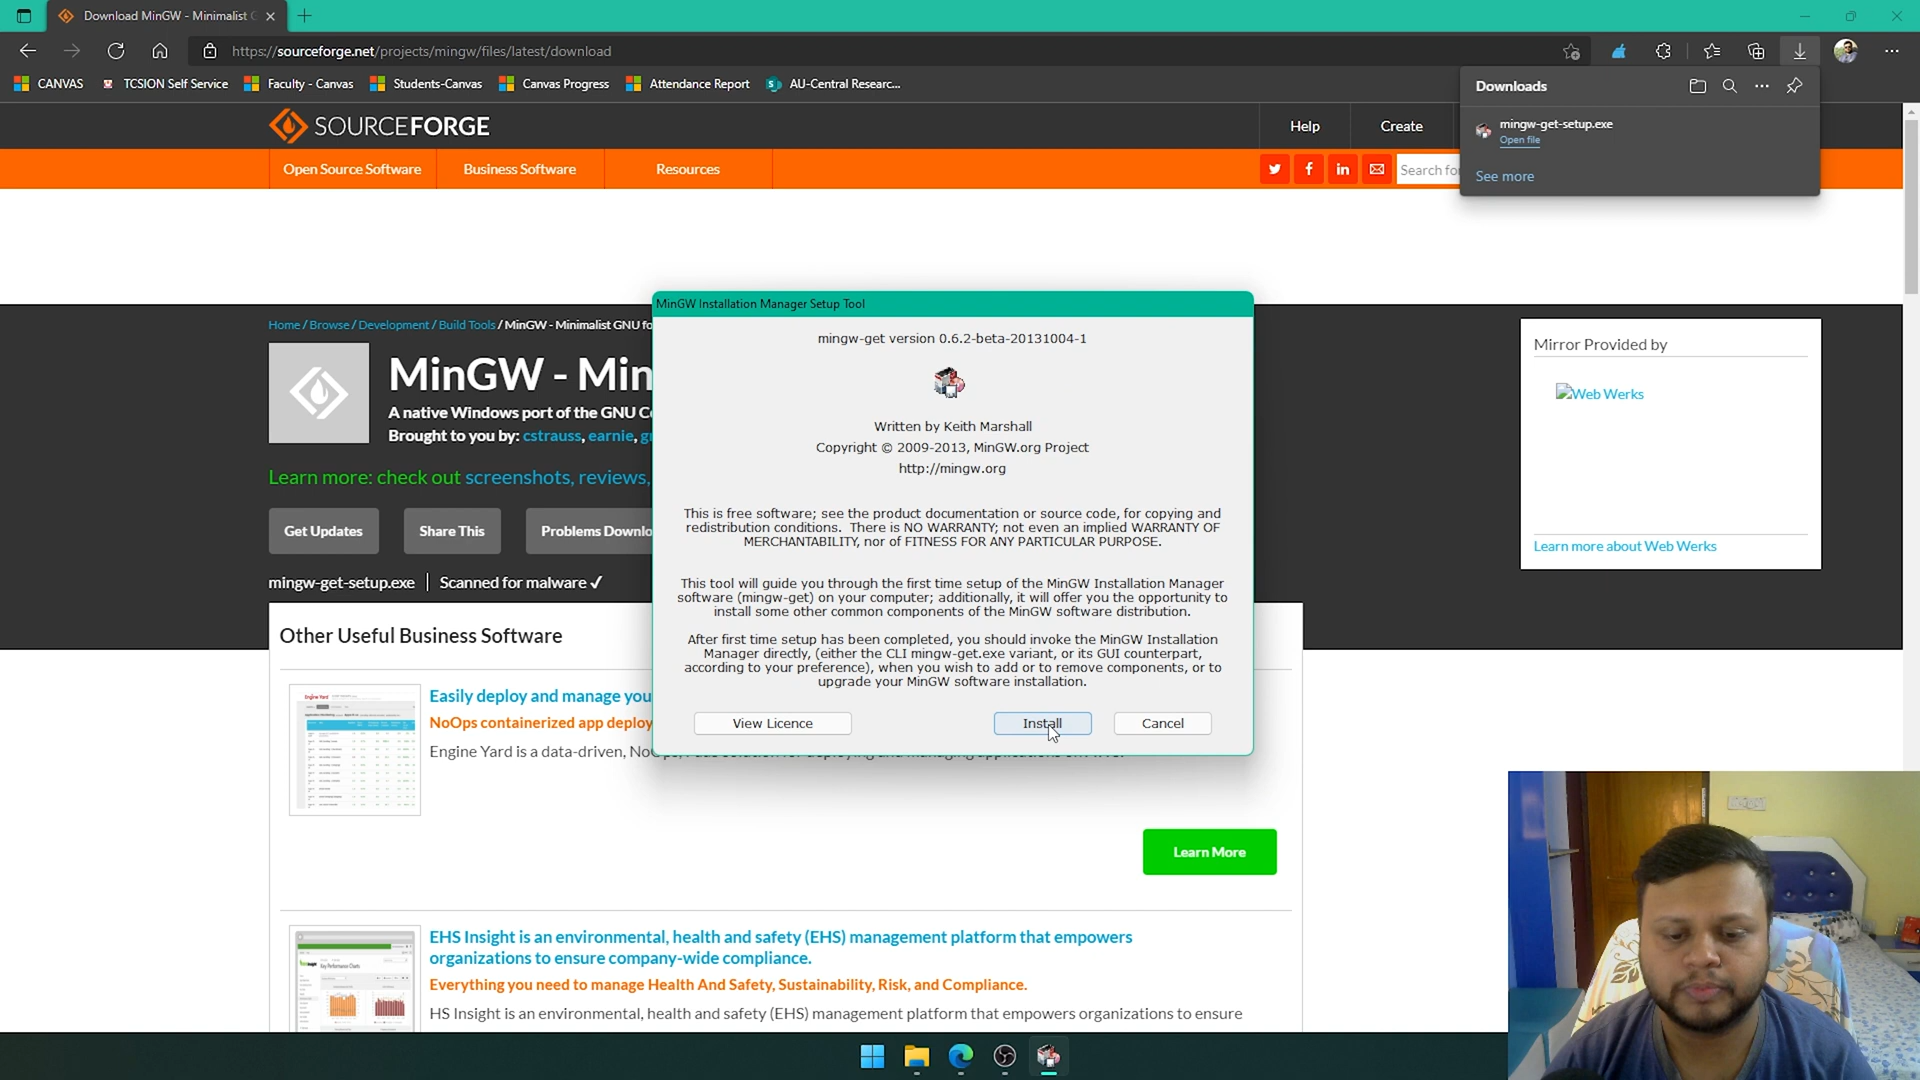 Download MinGW - Minimalist G
https://sourceforge.net/projects/mingw/files/latest/download
CANVAS
TCSION Self Service
Faculty - Canvas
Students-Canvas
Canvas Progress
Attendance Report
AU-Central Researc...
Downloads
mingw-get-setup.exe
Open file
See more
SOURCEFORGE
Help
Create
Open Source Software
Business Software
Resources
Search fo
Home / Browse / Development / Build Tools / MinGW - Minimalist GNU fo
MinGW - Min
A native Windows port of the GNU C
Brought to you by: cstrauss, earnie, g
Learn more: check out screenshots, reviews,
Get Updates
Share This
Problems Downlo
mingw-get-setup.exe
Scanned for malware ✓
MinGW Installation Manager Setup Tool
mingw-get version 0.6.2-beta-20131004-1
Written by Keith Marshall
Copyright © 2009-2013, MinGW.org Project
http://mingw.org
This is free software; see the product documentation or source code, for copying and
redistribution conditions. There is NO WARRANTY; not even an implied WARRANTY OF
MERCHANTABILITY, nor of FITNESS FOR ANY PARTICULAR PURPOSE.
This tool will guide you through the first time setup of the MinGW Installation Manager
software (mingw-get) on your computer; additionally, it will offer you the opportunity to
install some other common components of the MinGW software distribution.
After first time setup has been completed, you should invoke the MinGW Installation
Manager directly, (either the CLI mingw-get.exe variant, or its GUI counterpart,
according to your preference), when you wish to add or to remove components, or to
upgrade your MinGW software installation.
View Licence
Install
Cancel
Mirror Provided by
Web Werks
Learn more about Web Werks
Other Useful Business Software
Easily deploy and manage you
NoOps containerized app deploy
Engine Yard is a data-driven, No
Learn More
EHS Insight is an environmental, health and safety (EHS) management platform that empowers
organizations to ensure company-wide compliance.
Everything you need to manage Health And Safety, Sustainability, Risk, and Compliance.
HS Insight is an environmental, health and safety (EHS) management platform that empowers organizations to ensure